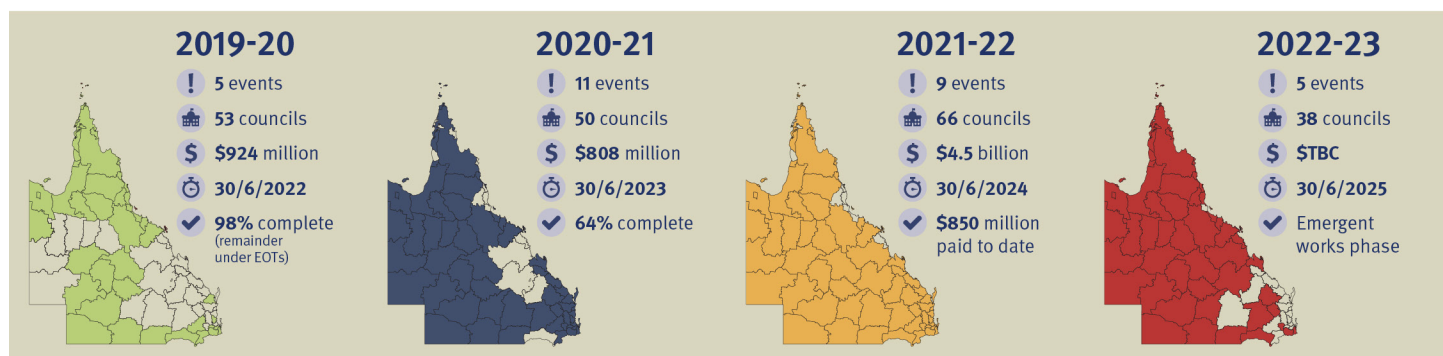 2019-20
5 events
53 councils
$924 million
30/6/2022
98% complete
(remainder
under EOTs)
2020-21
11 events
50 councils
$808 million
30/6/2023
64% complete
2021-22
9 events
66 councils
$4.5 billion
30/6/2024
$850 million
paid to date
2022-23
5 events
38 councils
$TBC
30/6/2025
Emergent
works phase